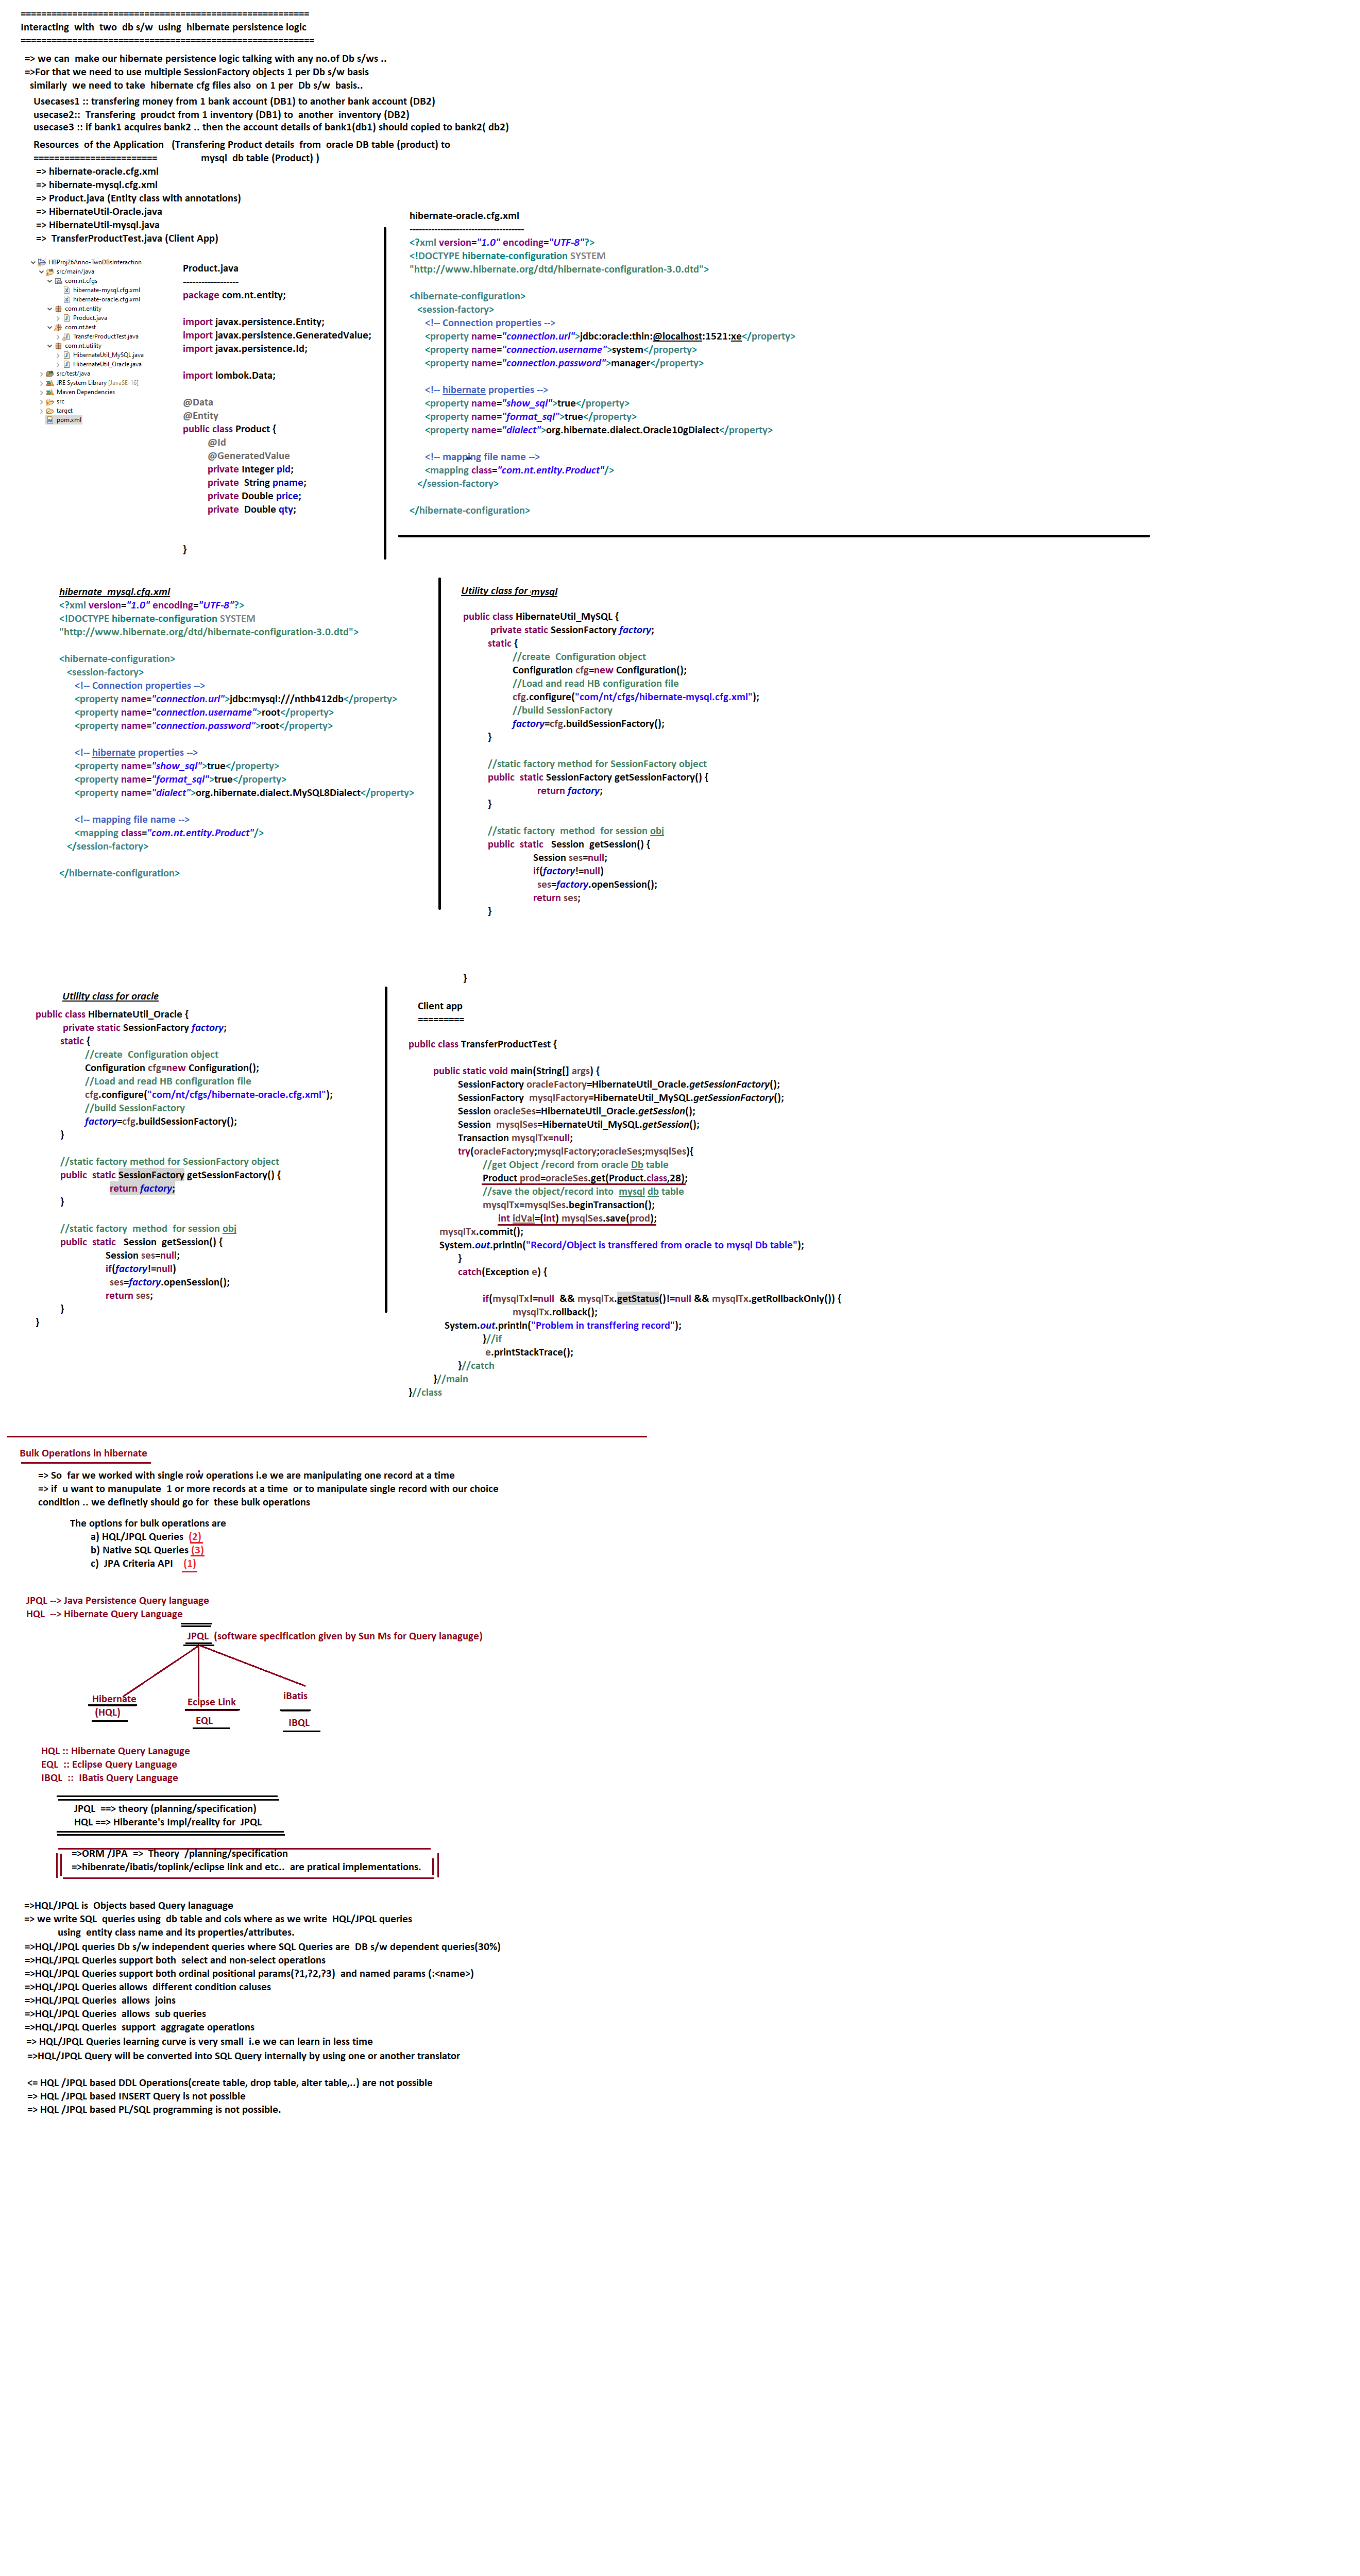 =========================================================
Interacting with two db s/w using hibernate persistence logic
=========================================================
=> we can make our hibernate persistence logic talking with any no.of Db s/ws ..
=>For that we need to use multiple SessionFactory objects 1 per Db s/w basis
similarly we need to take hibernate cfg files also on 1 per Db s/w basis..
Usecases1 :: transfering money from 1 bank account (DB1) to another bank account (DB2)
usecase2:: Transfering proudct from 1 inventory (DB1) to another inventory (DB2)
usecase3 :: if bank1 acquires bank2 .. then the account details of bank1(db1) should copied to bank2( db2)
Resources of the Application (Transfering Product details from oracle DB table (product) to
======================== mysql db table (Product) )
=> hibernate-oracle.cfg.xml
=> hibernate-mysql.cfg.xml
=> Product.java (Entity class with annotations)
=> HibernateUtil-Oracle.java
=> HibernateUtil-mysql.java
=> TransferProductTest.java (Client App)
HBProj26Anno-TwoDBsInteraction
src/main/java
com.nt.cfgs
hibernate-mysql.cfg.xml
hibernate-oracle.cfg.xml
com.nt.entity
Product.java
com.nt.test
TransferProductTest.java
com.nt.utility
HibernateUtil_MySQL.java
HibernateUtil_Oracle.java
src/test/java
JRE System Library [JavaSE-16]
Maven Dependencies
src
target
pom.xml
Product.java
------------------
package com.nt.entity;
import javax.persistence.Entity;
import javax.persistence.GeneratedValue;
import javax.persistence.Id;
import lombok.Data;
@Data
@Entity
public class Product {
@Id
@GeneratedValue
private Integer pid;
private String pname;
private Double price;
private Double qty;
}
hibernate-oracle.cfg.xml
------------------------------------
<?xml version="1.0" encoding="UTF-8"?>
<!DOCTYPE hibernate-configuration SYSTEM
"http://www.hibernate.org/dtd/hibernate-configuration-3.0.dtd">
<hibernate-configuration>
<session-factory>
<!-- Connection properties -->
<property name="connection.url">jdbc:oracle:thin:@localhost:1521:xe</property>
<property name="connection.username">system</property>
<property name="connection.password">manager</property>
<!-- hibernate properties -->
<property name="show_sql">true</property>
<property name="format_sql">true</property>
<property name="dialect">org.hibernate.dialect.Oracle10gDialect</property>
<!-- mapping file name -->
<mapping class="com.nt.entity.Product"/>
</session-factory>
</hibernate-configuration>
hibernate_mysql.cfg.xml
<?xml version="1.0" encoding="UTF-8"?>
<!DOCTYPE hibernate-configuration SYSTEM
"http://www.hibernate.org/dtd/hibernate-configuration-3.0.dtd">
<hibernate-configuration>
<session-factory>
<!-- Connection properties -->
<property name="connection.url">jdbc:mysql:///nthb412db</property>
<property name="connection.username">root</property>
<property name="connection.password">root</property>
<!-- hibernate properties -->
<property name="show_sql">true</property>
<property name="format_sql">true</property>
<property name="dialect">org.hibernate.dialect.MySQL8Dialect</property>
<!-- mapping file name -->
<mapping class="com.nt.entity.Product"/>
</session-factory>
</hibernate-configuration>
Utility class for mysql
public class HibernateUtil_MySQL {
private static SessionFactory factory;
static {
//create Configuration object
Configuration cfg=new Configuration();
//Load and read HB configuration file
cfg.configure("com/nt/cfgs/hibernate-mysql.cfg.xml");
//build SessionFactory
factory=cfg.buildSessionFactory();
}
//static factory method for SessionFactory object
public static SessionFactory getSessionFactory() {
return factory;
}
//static factory method for session obj
public static Session getSession() {
Session ses=null;
if(factory!=null)
ses=factory.openSession();
return ses;
}
}
Utility class for oracle
public class HibernateUtil_Oracle {
private static SessionFactory factory;
static {
//create Configuration object
Configuration cfg=new Configuration();
//Load and read HB configuration file
cfg.configure("com/nt/cfgs/hibernate-oracle.cfg.xml");
//build SessionFactory
factory=cfg.buildSessionFactory();
}
//static factory method for SessionFactory object
public static SessionFactory getSessionFactory() {
return factory;
}
//static factory method for session obj
public static Session getSession() {
Session ses=null;
if(factory!=null)
ses=factory.openSession();
return ses;
}
}
Client app
=========
public class TransferProductTest {
public static void main(String[] args) {
SessionFactory oracleFactory=HibernateUtil_Oracle.getSessionFactory();
SessionFactory mysqlFactory=HibernateUtil_MySQL.getSessionFactory();
Session oracleSes=HibernateUtil_Oracle.getSession();
Session mysqlSes=HibernateUtil_MySQL.getSession();
Transaction mysqlTx=null;
try(oracleFactory;mysqlFactory;oracleSes;mysqlSes){
//get Object /record from oracle Db table
Product prod=oracleSes.get(Product.class,28);
//save the object/record into mysql db table
mysqlTx=mysqlSes.beginTransaction();
int idVal=(int) mysqlSes.save(prod);
mysqlTx.commit();
System.out.println("Record/Object is transffered from oracle to mysql Db table");
}
catch(Exception e) {
if(mysqlTx!=null && mysqlTx.getStatus()!=null && mysqlTx.getRollbackOnly()) {
mysqlTx.rollback();
System.out.println("Problem in transffering record");
}//if
e.printStackTrace();
}//catch
}//main
}//class
Bulk Operations in hibernate
=> So far we worked with single row operations i.e we are manipulating one record at a time
=> if u want to manupulate 1 or more records at a time or to manipulate single record with our choice
condition .. we definetly should go for these bulk operations
The options for bulk operations are
a) HQL/JPQL Queries (2)
b) Native SQL Queries (3)
c) JPA Criteria API (1)
JPQL --> Java Persistence Query language
HQL --> Hibernate Query Language
JPQL (software specification given by Sun Ms for Query lanaguge)
Hibernate
(HQL)
Eclpse Link
EQL
iBatis
IBQL
HQL :: Hibernate Query Lanaguge
EQL :: Eclipse Query Language
IBQL :: IBatis Query Language
JPQL ==> theory (planning/specification)
HQL ==> Hiberante's Impl/reality for JPQL
=>ORM /JPA => Theory /planning/specification
=>hibenrate/ibatis/toplink/eclipse link and etc.. are pratical implementations.
=>HQL/JPQL is Objects based Query lanaguage
=> we write SQL queries using db table and cols where as we write HQL/JPQL queries
using entity class name and its properties/attributes.
=>HQL/JPQL queries Db s/w independent queries where SQL Queries are DB s/w dependent queries(30%)
=>HQL/JPQL Queries support both select and non-select operations
=>HQL/JPQL Queries support both ordinal positional params(?1,?2,?3) and named params (:<name>)
=>HQL/JPQL Queries allows different condition caluses
=>HQL/JPQL Queries allows joins
=>HQL/JPQL Queries allows sub queries
=>HQL/JPQL Queries support aggragate operations
=> HQL/JPQL Queries learning curve is very small i.e we can learn in less time
=>HQL/JPQL Query will be converted into SQL Query internally by using one or another translator
<= HQL /JPQL based DDL Operations(create table, drop table, alter table,..) are not possible
=> HQL /JPQL based INSERT Query is not possible
=> HQL /JPQL based PL/SQL programming is not possible.